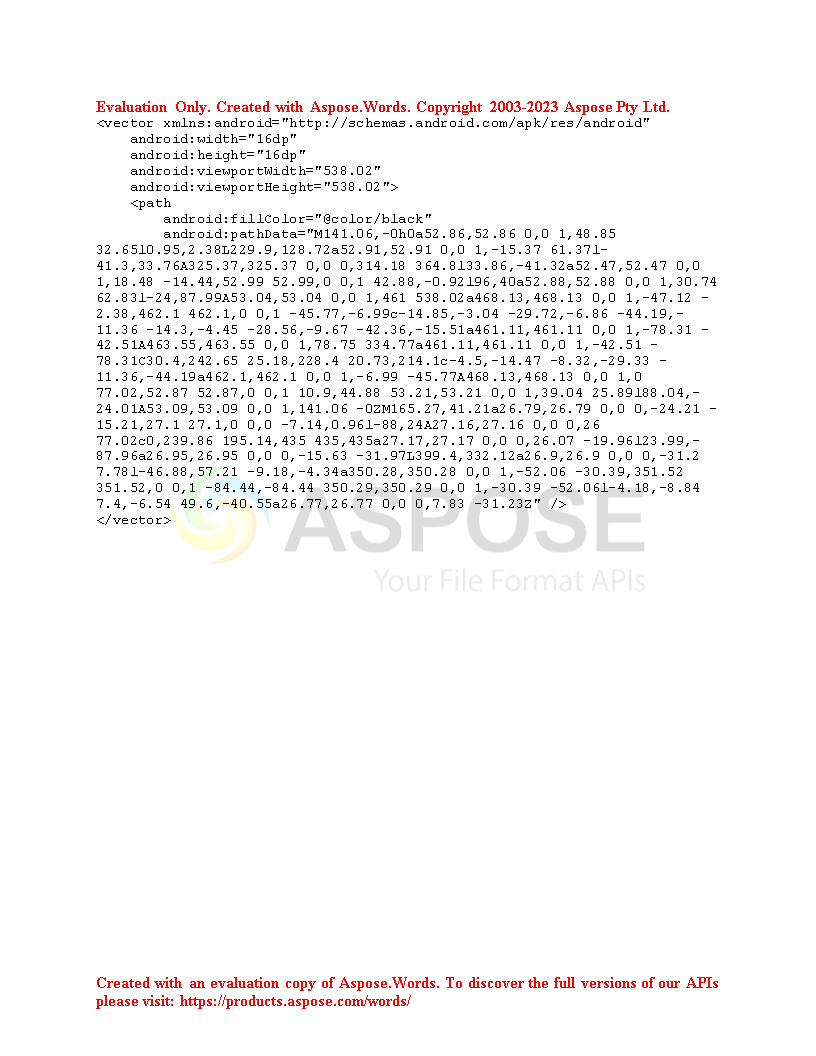 Evaluation Only. Created with Aspose.Words. Copyright 2003-2023 Aspose Pty Ltd.
<vector xmlns:android="http://schemas.android.com/apk/res/android"
    android:width="16dp"
    android:height="16dp"
    android:viewportWidth="538.02"
    android:viewportHeight="538.02">
    <path
        android:fillColor="@color/black"
        android:pathData="M141.06,-0h0a52.86,52.86 0,0 1,48.85
32.65l0.95,2.38L229.9,128.72a52.91,52.91 0,0 1,-15.37 61.37l-
41.3,33.76A325.37,325.37 0,0 0,314.18 364.8l33.86,-41.32a52.47,52.47 0,0
1,18.48 -14.44,52.99 52.99,0 0,1 42.88,-0.92l96,40a52.88,52.88 0,0 1,30.74
62.83l-24,87.99A53.04,53.04 0,0 1,461 538.02a468.13,468.13 0,0 1,-47.12 -
2.38,462.1 462.1,0 0,1 -45.77,-6.99c-14.85,-3.04 -29.72,-6.86 -44.19,-
11.36 -14.3,-4.45 -28.56,-9.67 -42.36,-15.51a461.11,461.11 0,0 1,-78.31 -
42.51A463.55,463.55 0,0 1,78.75 334.77a461.11,461.11 0,0 1,-42.51 -
78.31C30.4,242.65 25.18,228.4 20.73,214.1c-4.5,-14.47 -8.32,-29.33 -
11.36,-44.19a462.1,462.1 0,0 1,-6.99 -45.77A468.13,468.13 0,0 1,0
77.02,52.87 52.87,0 0,1 10.9,44.88 53.21,53.21 0,0 1,39.04 25.89l88.04,-
24.01A53.09,53.09 0,0 1,141.06 -0ZM165.27,41.21a26.79,26.79 0,0 0,-24.21 -
15.21,27.1 27.1,0 0,0 -7.14,0.96l-88,24A27.16,27.16 0,0 0,26
77.02c0,239.86 195.14,435 435,435a27.17,27.17 0,0 0,26.07 -19.96l23.99,-
87.96a26.95,26.95 0,0 0,-15.63 -31.97L399.4,332.12a26.9,26.9 0,0 0,-31.2
7.78l-46.88,57.21 -9.18,-4.34a350.28,350.28 0,0 1,-52.06 -30.39,351.52
351.52,0 0,1 -84.44,-84.44 350.29,350.29 0,0 1,-30.39 -52.06l-4.18,-8.84
7.4,-6.54 49.6,-40.55a26.77,26.77 0,0 0,7.83 -31.23Z" />
</vector>
ASPOSE
Your File Format APIs
Created with an evaluation copy of Aspose.Words. To discover the full versions of our APIs
please visit: https://products.aspose.com/words/